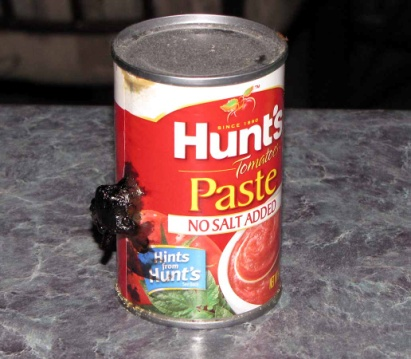 SINCE 1890
Hunt's
Tomato
Paste
NO SALT ADDED
Hints
from
Hunt's